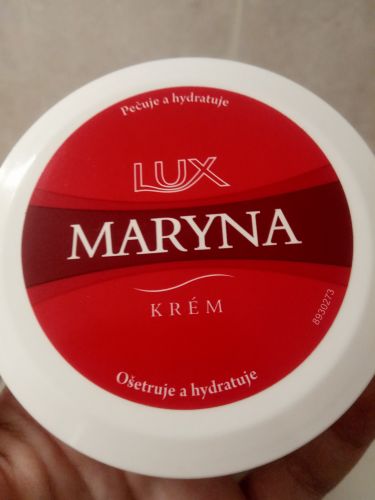 Pečuje a hydratuje
LUX
MARYNA
KRÉM
8930273
Ošetruje a hydratuje